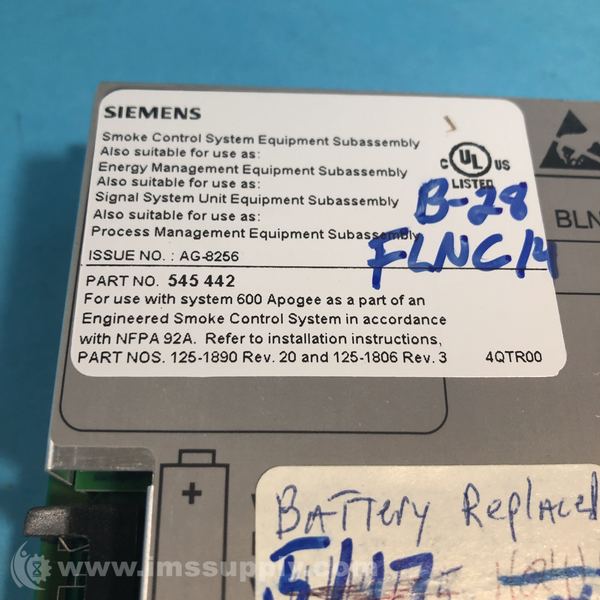 SIEMENS
Smoke Control System Equipment Subassembly
Also suitable for use as:
Energy Management Equipment Subassembly
Also suitable for use as:
Signal System Unit Equipment Subassembly
Also suitable for use as:
Process Management Equipment Subassembly
ISSUE NO. : AG-8256
PART NO. 545 442
For use with system 600 Apogee as a part of an
Engineered Smoke Control System in accordance
with NFPA 92A. Refer to installation instructions,
PART NOS. 125-1890 Rev. 20 and 125-1806 Rev. 3 4QTR00
C UL US
LISTED
B-28
FLNC/4
BLN
+
BATTery Replaced
5/17
© www.imssupply.com